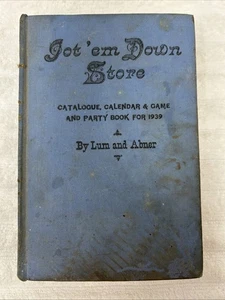 Jot 'em Down
Store
CATALOGUE, CALENDAR & GAME
AND PARTY BOOK FOR 1939
By Lum and Abner